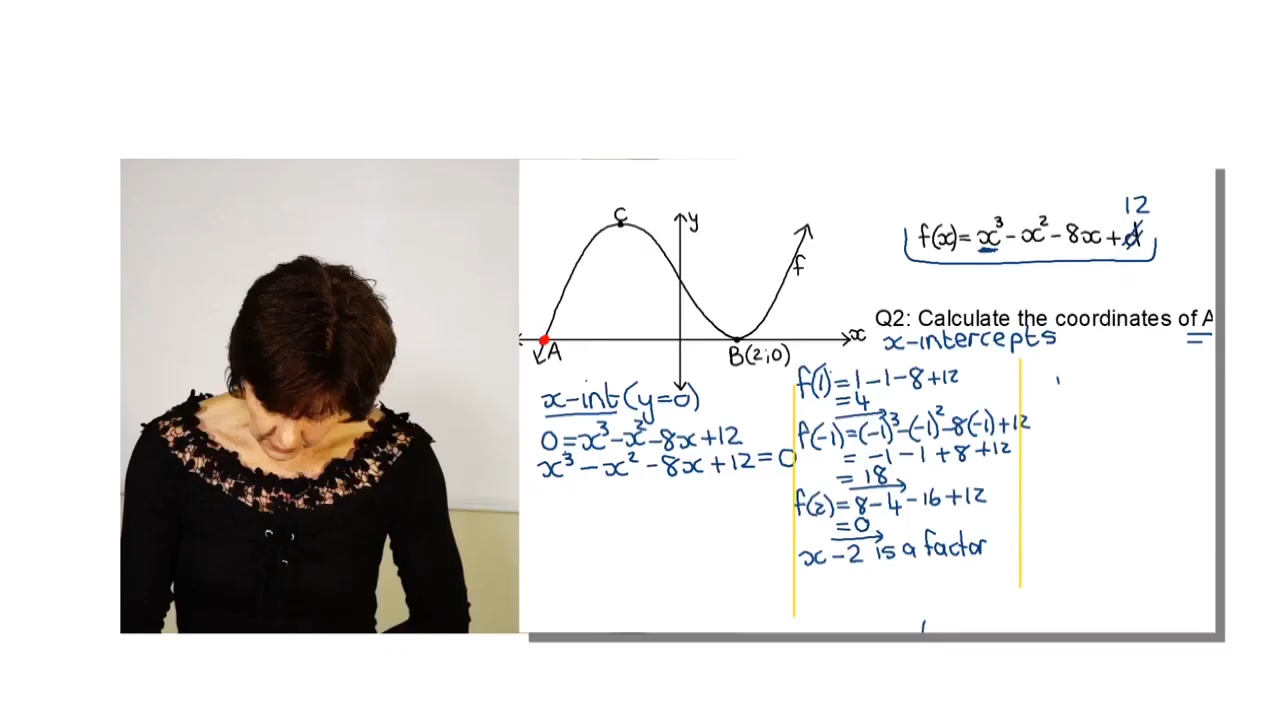 C
y
12
f(x) = x³ - x² - 8x + d
f
Q2: Calculate the coordinates of A
x
A
B(2;0)
x-intercepts
x-int (y=0)
0 = x³ - x² - 8x + 12
x³ - x² - 8x + 12 = 0
f(1) = 1 - 1 - 8 + 12
= 4
f(-1) = (-1)³ - (-1)² - 8(-1) + 12
= -1 - 1 + 8 + 12
= 18
f(2) = 8 - 4 - 16 + 12
= 0
x - 2 is a factor